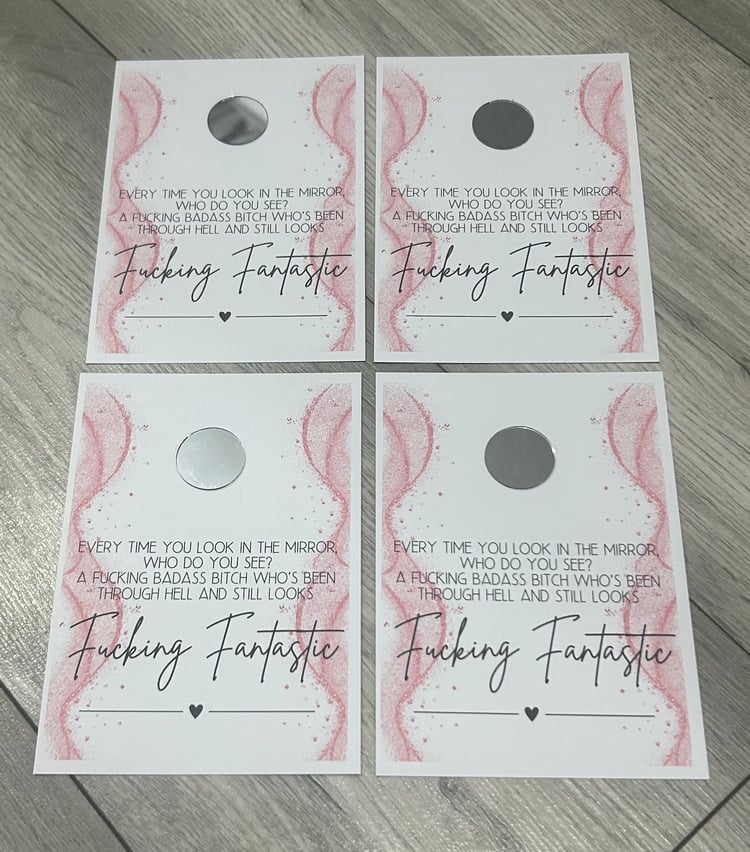 EVERY TIME YOU LOOK IN THE MIRROR,
WHO DO YOU SEE?
A FUCKING BADASS BITCH WHO'S BEEN
THROUGH HELL AND STILL LOOKS
Fucking Fantastic
EVERY TIME YOU LOOK IN THE MIRROR,
WHO DO YOU SEE?
A FUCKING BADASS BITCH WHO'S BEEN
THROUGH HELL AND STILL LOOKS
Fucking Fantastic
EVERY TIME YOU LOOK IN THE MIRROR,
WHO DO YOU SEE?
A FUCKING BADASS BITCH WHO'S BEEN
THROUGH HELL AND STILL LOOKS
Fucking Fantastic
EVERY TIME YOU LOOK IN THE MIRROR,
WHO DO YOU SEE?
A FUCKING BADASS BITCH WHO'S BEEN
THROUGH HELL AND STILL LOOKS
Fucking Fantastic